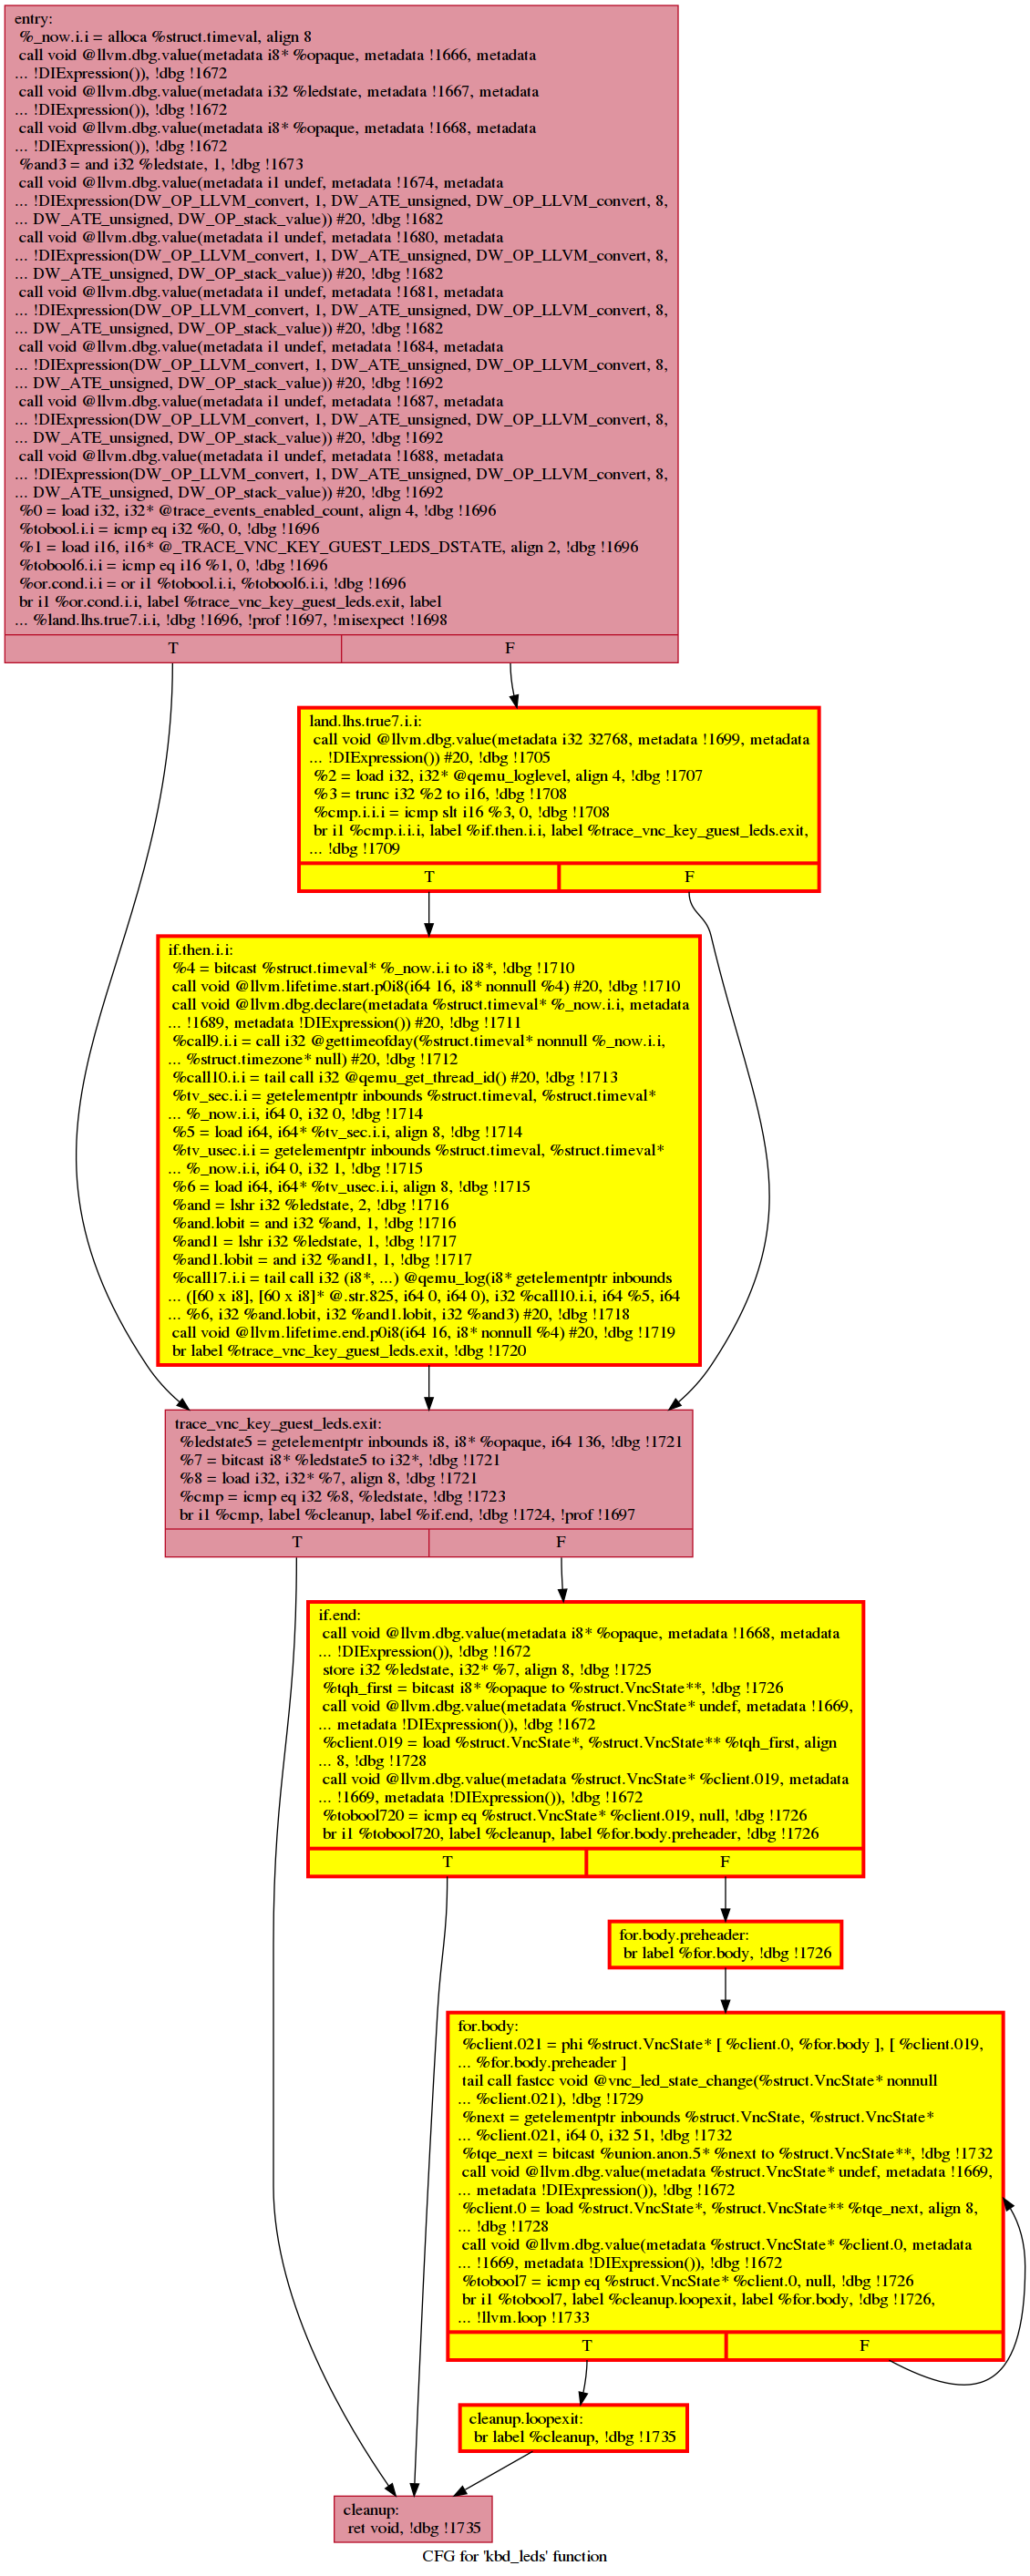 entry:
%_now.i.i = alloca %struct.timeval, align 8
call void @llvm.dbg.value(metadata i8* %opaque, metadata !1666, metadata
... !DIExpression()), !dbg !1672
call void @llvm.dbg.value(metadata i32 %ledstate, metadata !1667, metadata
... !DIExpression()), !dbg !1672
call void @llvm.dbg.value(metadata i8* %opaque, metadata !1668, metadata
... !DIExpression()), !dbg !1672
%and3 = and i32 %ledstate, 1, !dbg !1673
call void @llvm.dbg.value(metadata i1 undef, metadata !1674, metadata
... !DIExpression(DW_OP_LLVM_convert, 1, DW_ATE_unsigned, DW_OP_LLVM_convert, 8,
... DW_ATE_unsigned, DW_OP_stack_value)) #20, !dbg !1682
call void @llvm.dbg.value(metadata i1 undef, metadata !1680, metadata
... !DIExpression(DW_OP_LLVM_convert, 1, DW_ATE_unsigned, DW_OP_LLVM_convert, 8,
... DW_ATE_unsigned, DW_OP_stack_value)) #20, !dbg !1682
call void @llvm.dbg.value(metadata i1 undef, metadata !1681, metadata
... !DIExpression(DW_OP_LLVM_convert, 1, DW_ATE_unsigned, DW_OP_LLVM_convert, 8,
... DW_ATE_unsigned, DW_OP_stack_value)) #20, !dbg !1682
call void @llvm.dbg.value(metadata i1 undef, metadata !1684, metadata
... !DIExpression(DW_OP_LLVM_convert, 1, DW_ATE_unsigned, DW_OP_LLVM_convert, 8,
... DW_ATE_unsigned, DW_OP_stack_value)) #20, !dbg !1692
call void @llvm.dbg.value(metadata i1 undef, metadata !1687, metadata
... !DIExpression(DW_OP_LLVM_convert, 1, DW_ATE_unsigned, DW_OP_LLVM_convert, 8,
... DW_ATE_unsigned, DW_OP_stack_value)) #20, !dbg !1692
call void @llvm.dbg.value(metadata i1 undef, metadata !1688, metadata
... !DIExpression(DW_OP_LLVM_convert, 1, DW_ATE_unsigned, DW_OP_LLVM_convert, 8,
... DW_ATE_unsigned, DW_OP_stack_value)) #20, !dbg !1692
%0 = load i32, i32* @trace_events_enabled_count, align 4, !dbg !1696
%tobool.i.i = icmp eq i32 %0, 0, !dbg !1696
%1 = load i16, i16* @_TRACE_VNC_KEY_GUEST_LEDS_DSTATE, align 2, !dbg !1696
%tobool6.i.i = icmp eq i16 %1, 0, !dbg !1696
%or.cond.i.i = or i1 %tobool.i.i, %tobool6.i.i, !dbg !1696
br i1 %or.cond.i.i, label %trace_vnc_key_guest_leds.exit, label
... %land.lhs.true7.i.i, !dbg !1696, !prof !1697, !misexpect !1698
T F
land.lhs.true7.i.i:
call void @llvm.dbg.value(metadata i32 32768, metadata !1699, metadata
... !DIExpression()) #20, !dbg !1705
%2 = load i32, i32* @qemu_loglevel, align 4, !dbg !1707
%3 = trunc i32 %2 to i16, !dbg !1708
%cmp.i.i.i = icmp slt i16 %3, 0, !dbg !1708
br i1 %cmp.i.i.i, label %if.then.i.i, label %trace_vnc_key_guest_leds.exit,
... !dbg !1709
T F
if.then.i.i:
%4 = bitcast %struct.timeval* %_now.i.i to i8*, !dbg !1710
call void @llvm.lifetime.start.p0i8(i64 16, i8* nonnull %4) #20, !dbg !1710
call void @llvm.dbg.declare(metadata %struct.timeval* %_now.i.i, metadata
... !1689, metadata !DIExpression()) #20, !dbg !1711
%call9.i.i = call i32 @gettimeofday(%struct.timeval* nonnull %_now.i.i,
... %struct.timezone* null) #20, !dbg !1712
%call10.i.i = tail call i32 @qemu_get_thread_id() #20, !dbg !1713
%tv_sec.i.i = getelementptr inbounds %struct.timeval, %struct.timeval*
... %_now.i.i, i64 0, i32 0, !dbg !1714
%5 = load i64, i64* %tv_sec.i.i, align 8, !dbg !1714
%tv_usec.i.i = getelementptr inbounds %struct.timeval, %struct.timeval*
... %_now.i.i, i64 0, i32 1, !dbg !1715
%6 = load i64, i64* %tv_usec.i.i, align 8, !dbg !1715
%and = lshr i32 %ledstate, 2, !dbg !1716
%and.lobit = and i32 %and, 1, !dbg !1716
%and1 = lshr i32 %ledstate, 1, !dbg !1717
%and1.lobit = and i32 %and1, 1, !dbg !1717
%call17.i.i = tail call i32 (i8*, ...) @qemu_log(i8* getelementptr inbounds
... ([60 x i8], [60 x i8]* @.str.825, i64 0, i64 0), i32 %call10.i.i, i64 %5, i64
... %6, i32 %and.lobit, i32 %and1.lobit, i32 %and3) #20, !dbg !1718
call void @llvm.lifetime.end.p0i8(i64 16, i8* nonnull %4) #20, !dbg !1719
br label %trace_vnc_key_guest_leds.exit, !dbg !1720
trace_vnc_key_guest_leds.exit:
%ledstate5 = getelementptr inbounds i8, i8* %opaque, i64 136, !dbg !1721
%7 = bitcast i8* %ledstate5 to i32*, !dbg !1721
%8 = load i32, i32* %7, align 8, !dbg !1721
%cmp = icmp eq i32 %8, %ledstate, !dbg !1723
br i1 %cmp, label %cleanup, label %if.end, !dbg !1724, !prof !1697
T F
if.end:
call void @llvm.dbg.value(metadata i8* %opaque, metadata !1668, metadata
... !DIExpression()), !dbg !1672
store i32 %ledstate, i32* %7, align 8, !dbg !1725
%tqh_first = bitcast i8* %opaque to %struct.VncState**, !dbg !1726
call void @llvm.dbg.value(metadata %struct.VncState* undef, metadata !1669,
... metadata !DIExpression()), !dbg !1672
%client.019 = load %struct.VncState*, %struct.VncState** %tqh_first, align
... 8, !dbg !1728
call void @llvm.dbg.value(metadata %struct.VncState* %client.019, metadata
... !1669, metadata !DIExpression()), !dbg !1672
%tobool720 = icmp eq %struct.VncState* %client.019, null, !dbg !1726
br i1 %tobool720, label %cleanup, label %for.body.preheader, !dbg !1726
T F
for.body.preheader:
br label %for.body, !dbg !1726
for.body:
%client.021 = phi %struct.VncState* [ %client.0, %for.body ], [ %client.019,
... %for.body.preheader ]
tail call fastcc void @vnc_led_state_change(%struct.VncState* nonnull
... %client.021), !dbg !1729
%next = getelementptr inbounds %struct.VncState, %struct.VncState*
... %client.021, i64 0, i32 51, !dbg !1732
%tqe_next = bitcast %union.anon.5* %next to %struct.VncState**, !dbg !1732
call void @llvm.dbg.value(metadata %struct.VncState* undef, metadata !1669,
... metadata !DIExpression()), !dbg !1672
%client.0 = load %struct.VncState*, %struct.VncState** %tqe_next, align 8,
... !dbg !1728
call void @llvm.dbg.value(metadata %struct.VncState* %client.0, metadata
... !1669, metadata !DIExpression()), !dbg !1672
%tobool7 = icmp eq %struct.VncState* %client.0, null, !dbg !1726
br i1 %tobool7, label %cleanup.loopexit, label %for.body, !dbg !1726,
... !llvm.loop !1733
T F
cleanup.loopexit:
br label %cleanup, !dbg !1735
cleanup:
ret void, !dbg !1735
CFG for 'kbd_leds' function